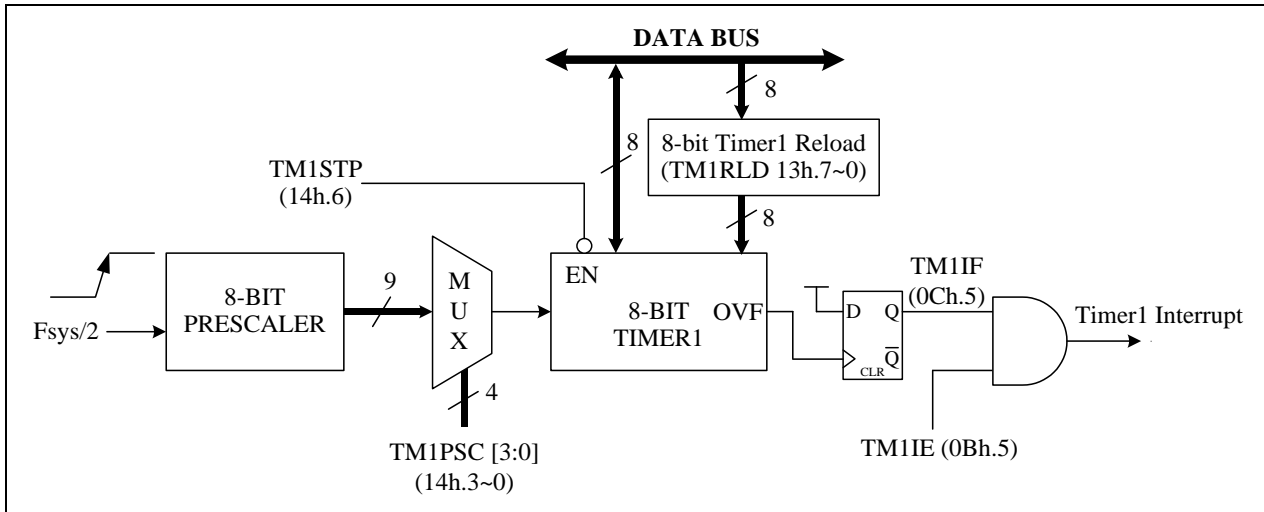 DATA BUS
8
8
8-bit Timer1 Reload
(TM1RLD 13h.7~0)
8
TM1STP
(14h.6)
Fsys/2
8-BIT
PRESCALER
9
M
U
X
4
TM1PSC [3:0]
(14h.3~0)
EN
8-BIT
TIMER1
OVF
D
Q
Q̅
CLR
TM1IF
(0Ch.5)
TM1IE (0Bh.5)
Timer1 Interrupt